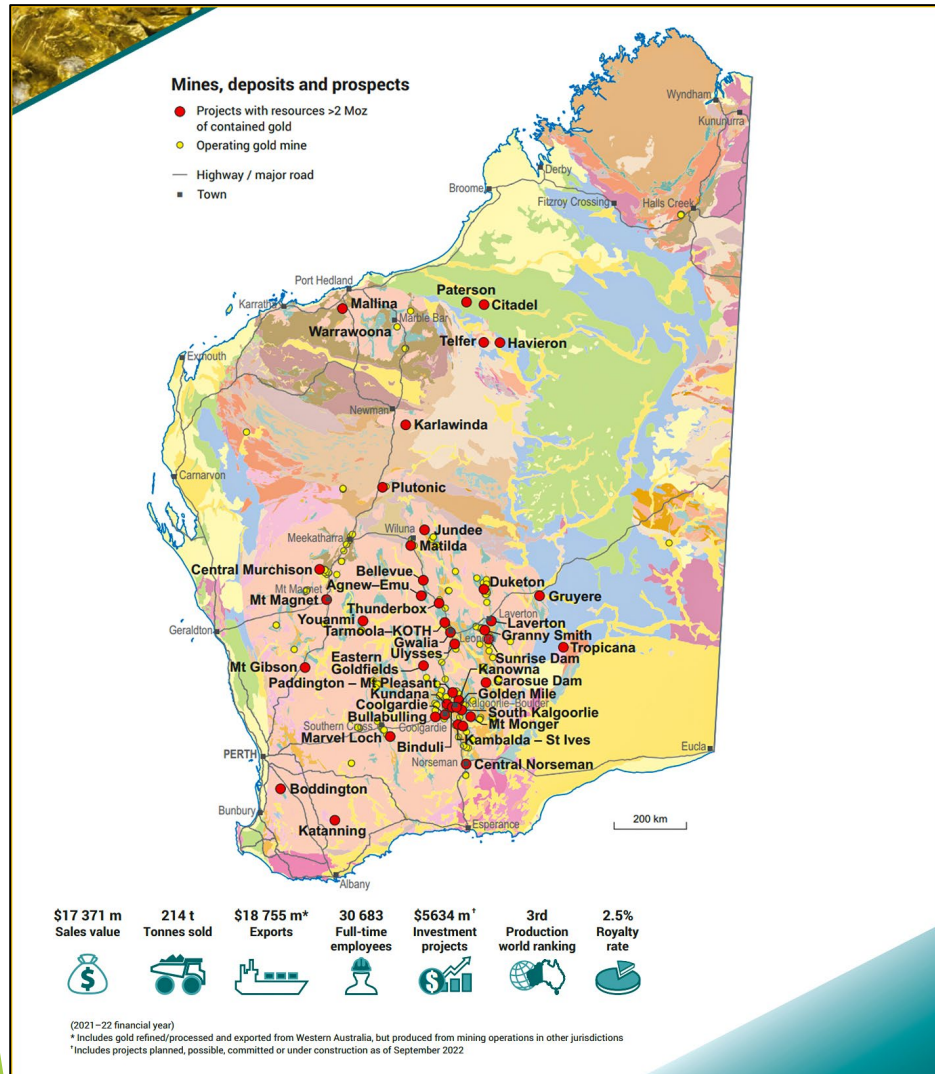 Mines, deposits and prospects
Projects with resources >2 Moz
of contained gold
Operating gold mine
Highway / major road
Town
Wyndham
Kununurra
Derby
Broome
Fitzroy Crossing
Halls Creek
Port Hedland
Karratha
Mallina
Paterson
Citadel
Marble Bar
Warrawoona
Telfer
Havieron
Exmouth
Newman
Karlawinda
Carnarvon
Plutonic
Wiluna
Jundee
Meekatharra
Matilda
Central Murchison
Bellevue
Duketon
Mt Magnet
Agnew–Emu
Gruyere
Mt Magnet
Thunderbox
Laverton
Youanmi
Laverton
Geraldton
Tarmoola–KOTH
Granny Smith
Gwalia
Leon
Tropicana
Ulysses
Sunrise Dam
Eastern
Goldfields
Kanowna
Mt Gibson
Paddington – Mt Pleasant
Carosue Dam
Kundana
Golden Mile
Coolgardie
Kalgoorlie–Boulder
South Kalgoorlie
Bullabulling
Mt Monger
Southern Cross
Coolgardie
Marvel Loch
Kambalda – St Ives
Binduli
PERTH
Eucla
Norseman
Central Norseman
Boddington
Bunbury
Katanning
Esperance
200 km
Albany
$17 371 m
Sales value
214 t
Tonnes sold
$18 755 m*
Exports
30 683
Full-time
employees
$5634 m†
Investment
projects
3rd
Production
world ranking
2.5%
Royalty
rate
$
$
(2021–22 financial year)
* Includes gold refined/processed and exported from Western Australia, but produced from mining operations in other jurisdictions
† Includes projects planned, possible, committed or under construction as of September 2022